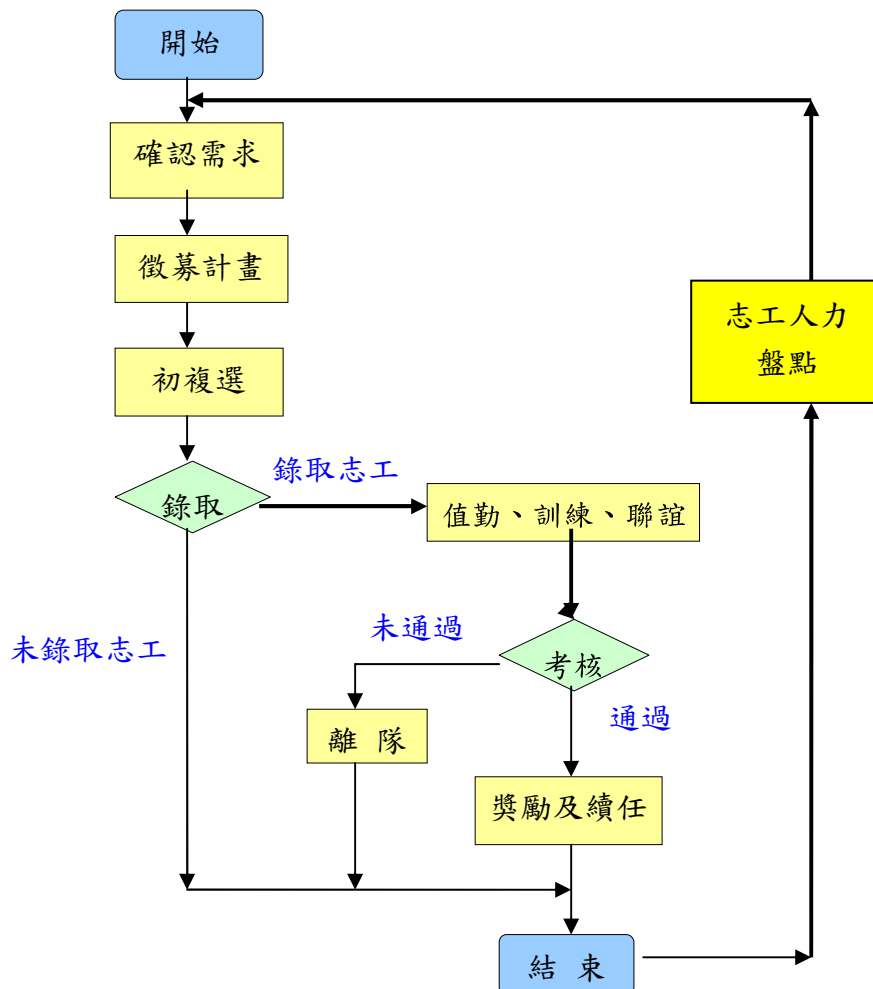 開始
確認需求
徵募計畫
志工人力
盤點
初複選
錄取志工
錄取
值勤、訓練、聯誼
未錄取志工
未通過
考核
通過
離 隊
獎勵及續任
結 束